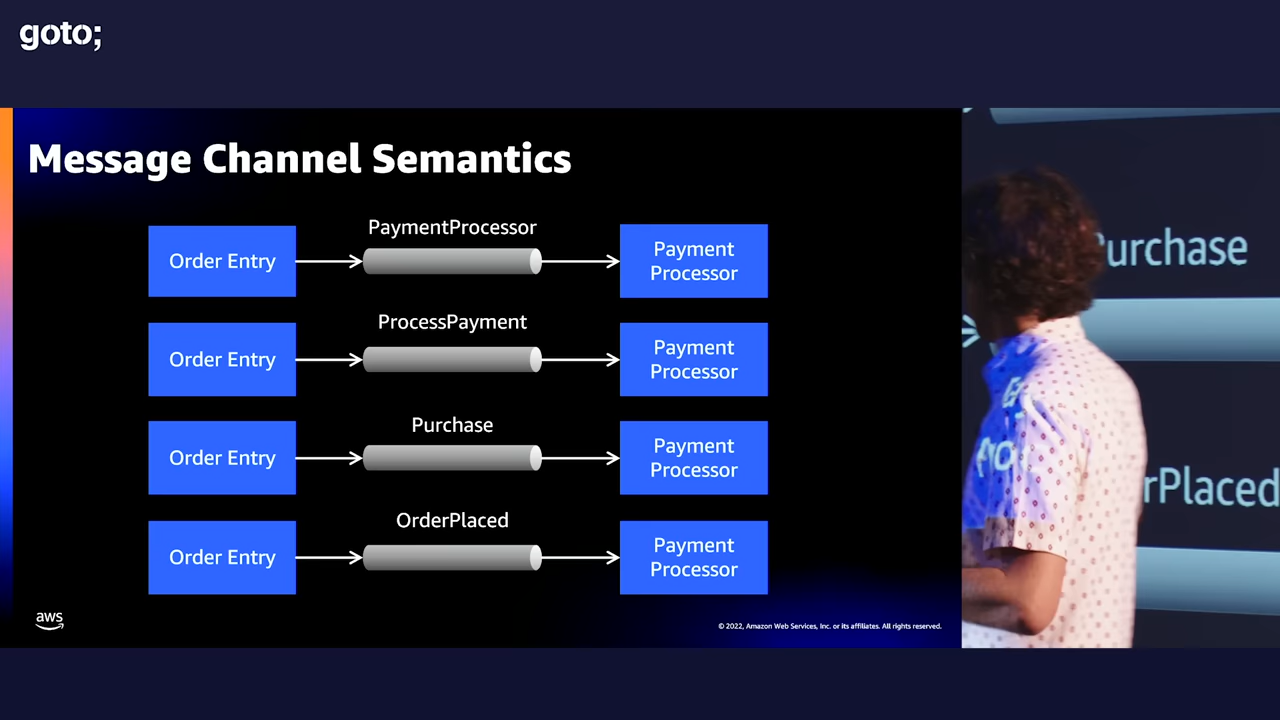 goto;
Message Channel Semantics
PaymentProcessor
Order Entry
Payment
Processor
ProcessPayment
Order Entry
Payment
Processor
Purchase
Order Entry
Payment
Processor
OrderPlaced
Order Entry
Payment
Processor
aws
© 2022, Amazon Web Services, Inc. or its affiliates. All rights reserved.
urchase
rPlaced